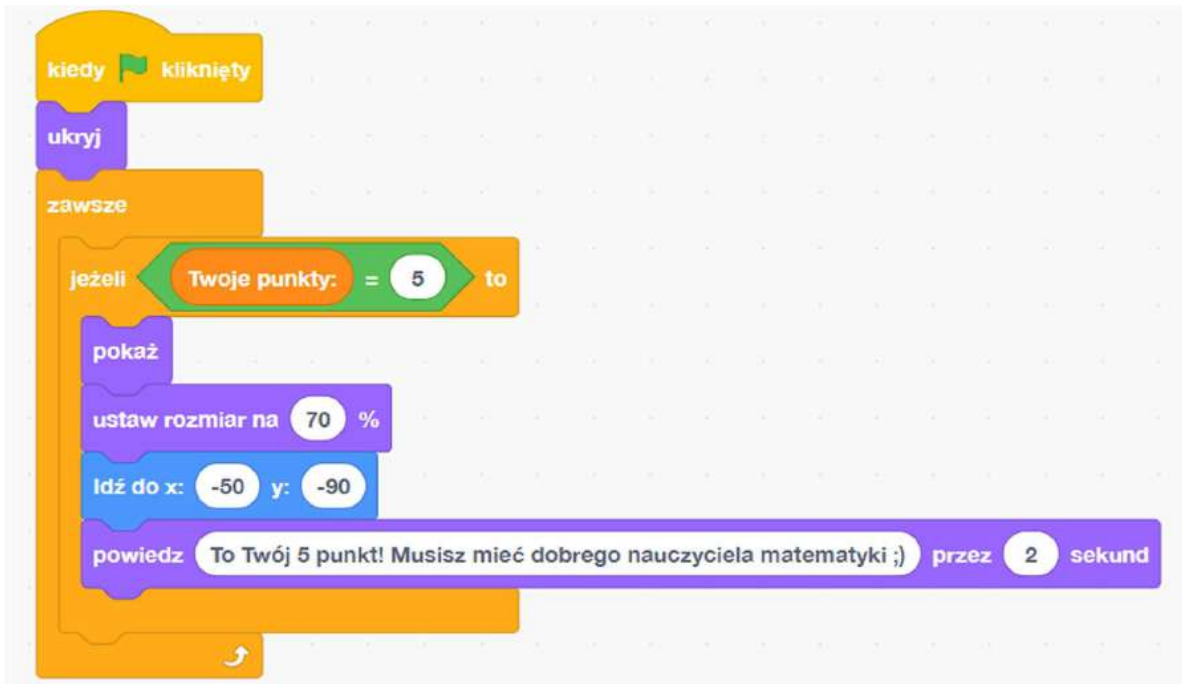 kiedy kliknięty
ukryj
zawsze
jeżeli Twoje punkty: = 5 to
pokaż
ustaw rozmiar na 70 %
Idź do x: -50 y: -90
powiedz To Twój 5 punkt! Musisz mieć dobrego nauczyciela matematyki ;) przez 2 sekund